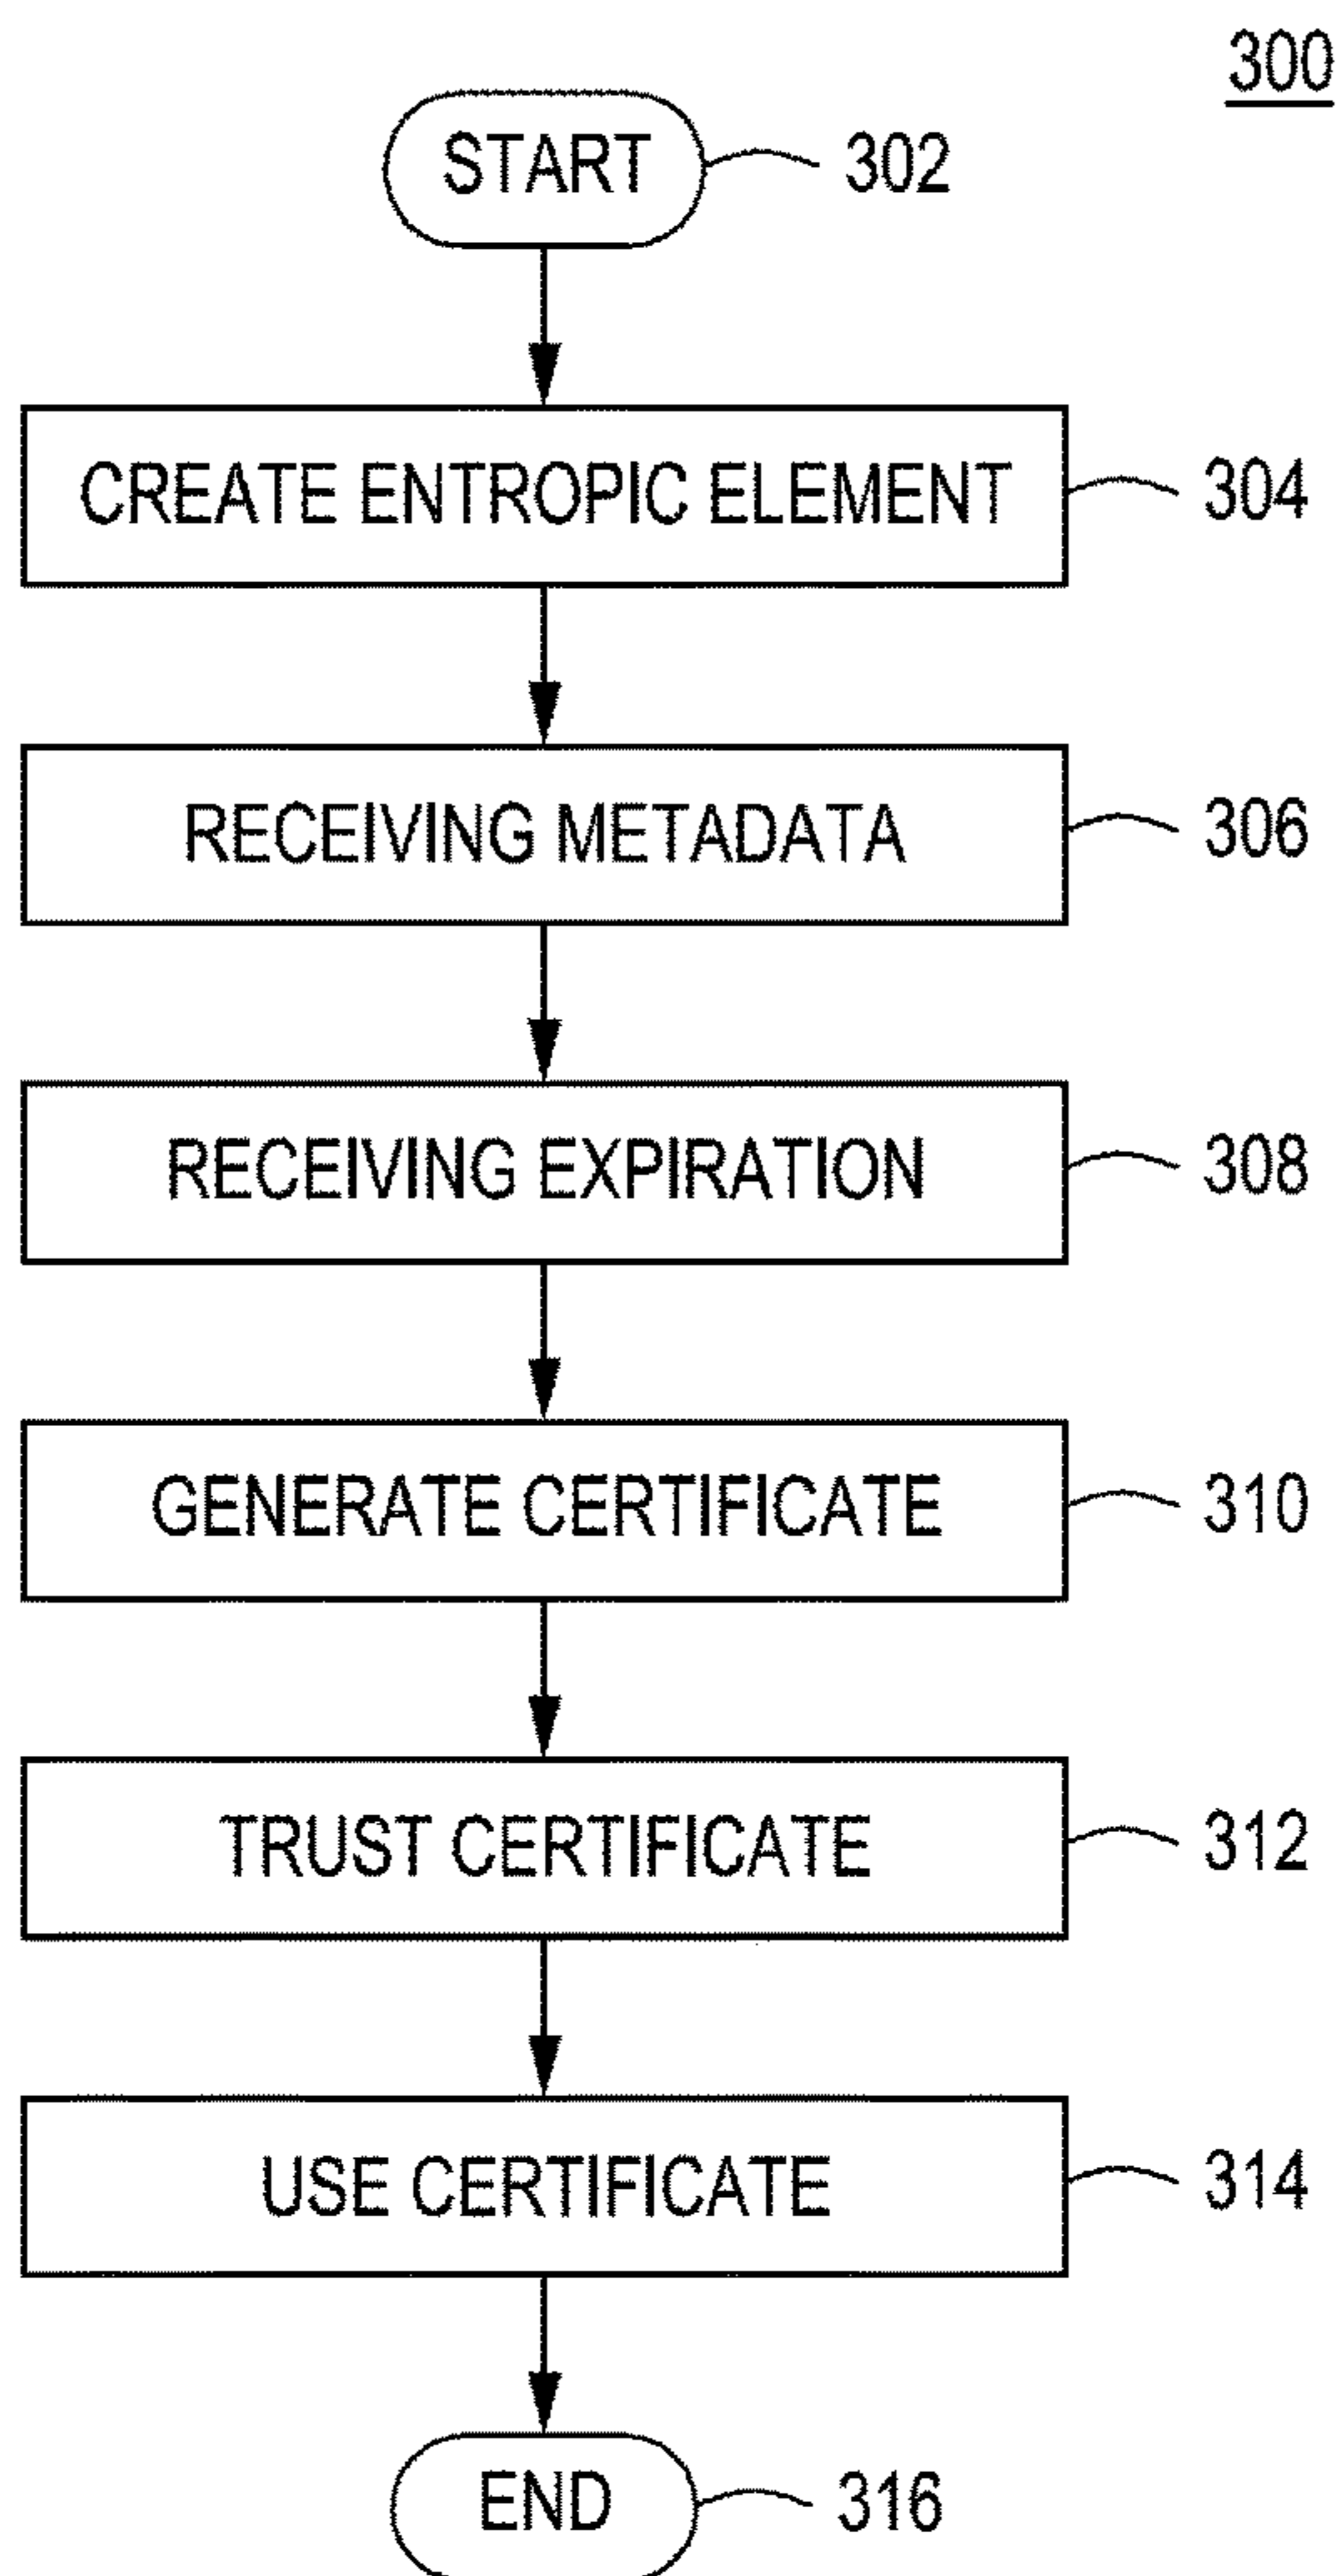 300
START 302
CREATE ENTROPIC ELEMENT 304
RECEIVING METADATA 306
RECEIVING EXPIRATION 308
GENERATE CERTIFICATE 310
TRUST CERTIFICATE 312
USE CERTIFICATE 314
END 316